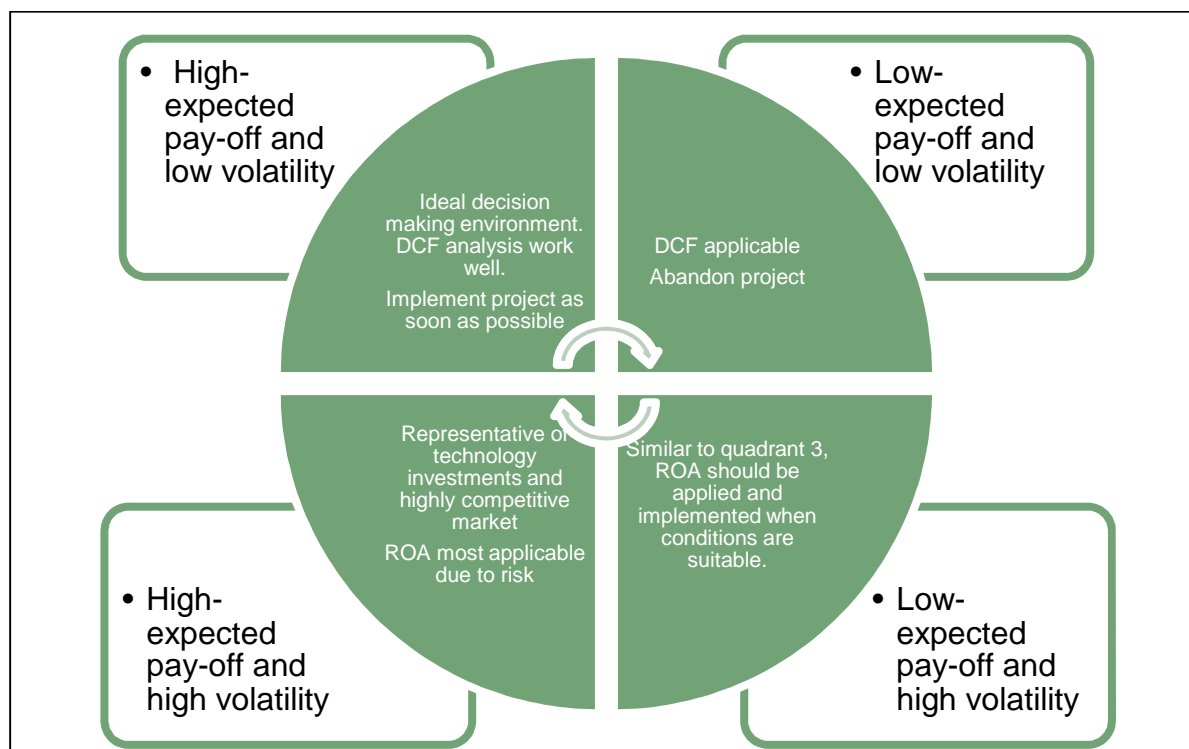 • High-
expected
pay-off and
low volatility
• Low-
expected
pay-off and
low volatility
Ideal decision
making environment.
DCF analysis work
well.
Implement project as
soon as possible
DCF applicable
Abandon project
Representative of
technology
investments and
highly competitive
market
ROA most applicable
due to risk
Similar to quadrant 3,
ROA should be
applied and
implemented when
conditions are
suitable.
• High-
expected
pay-off and
high volatility
• Low-
expected
pay-off and
high volatility